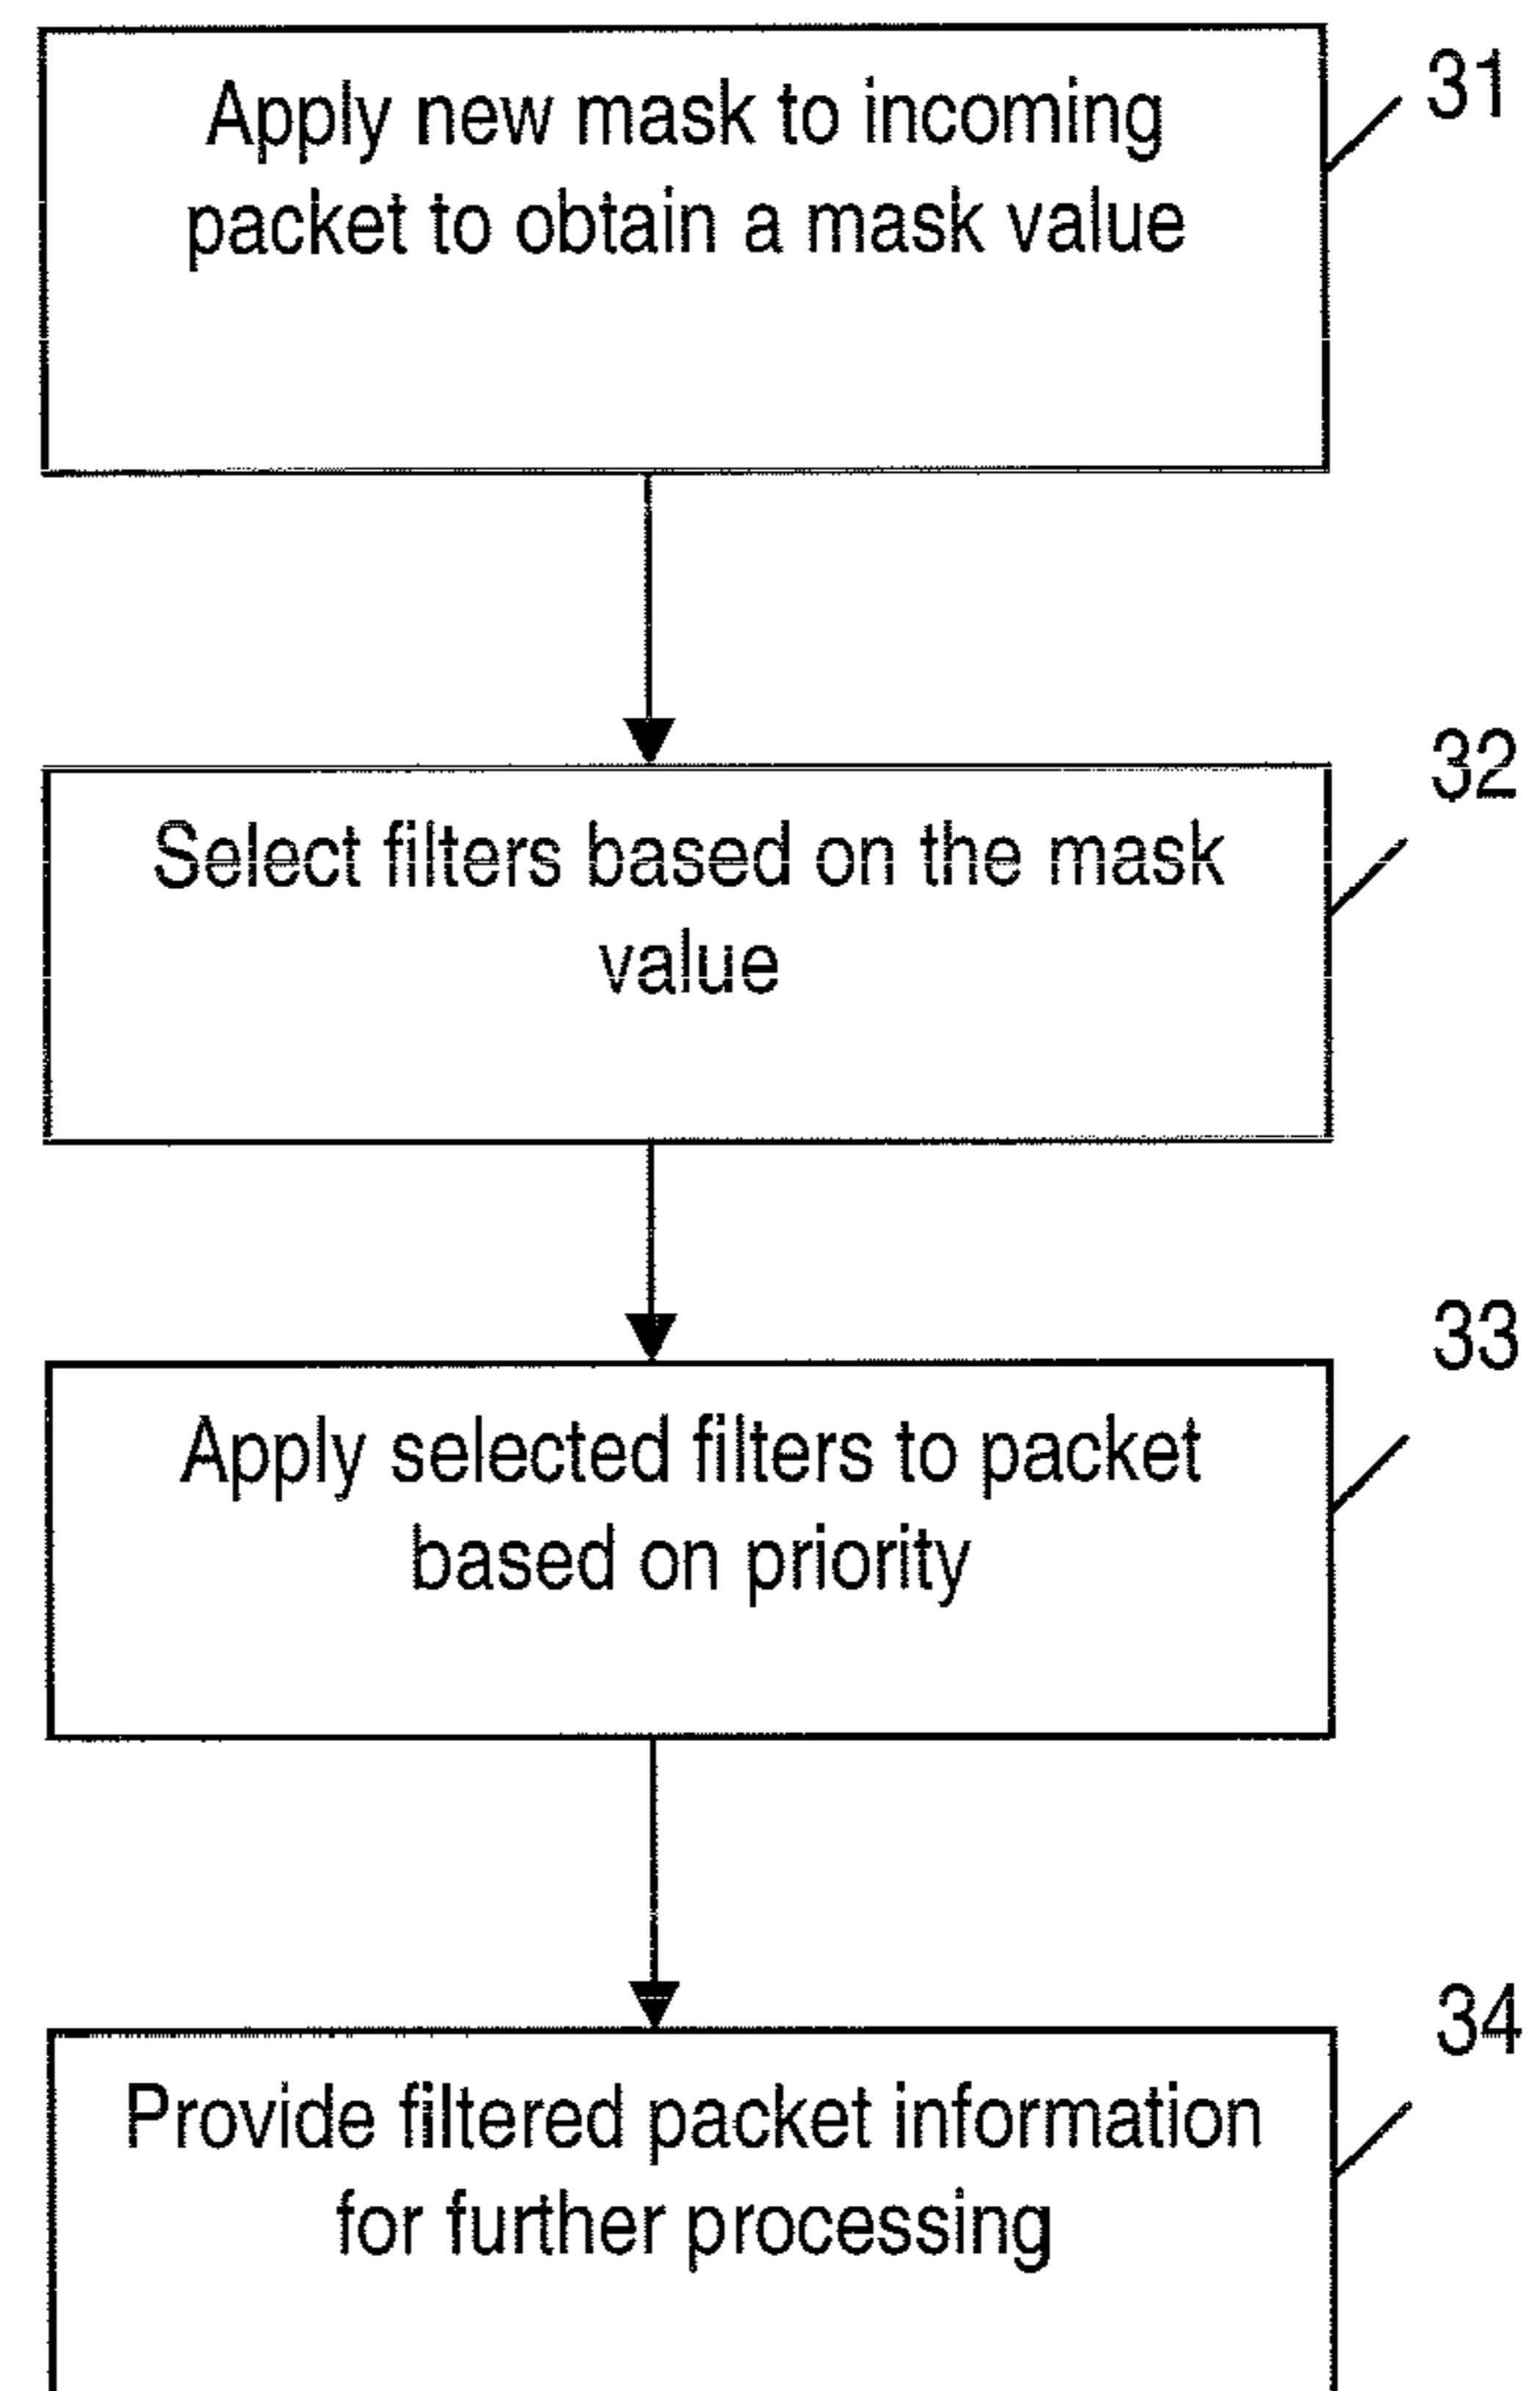 Apply new mask to incoming
packet to obtain a mask value
31
Select filters based on the mask
value
32
Apply selected filters to packet
based on priority
33
Provide filtered packet information
for further processing
34